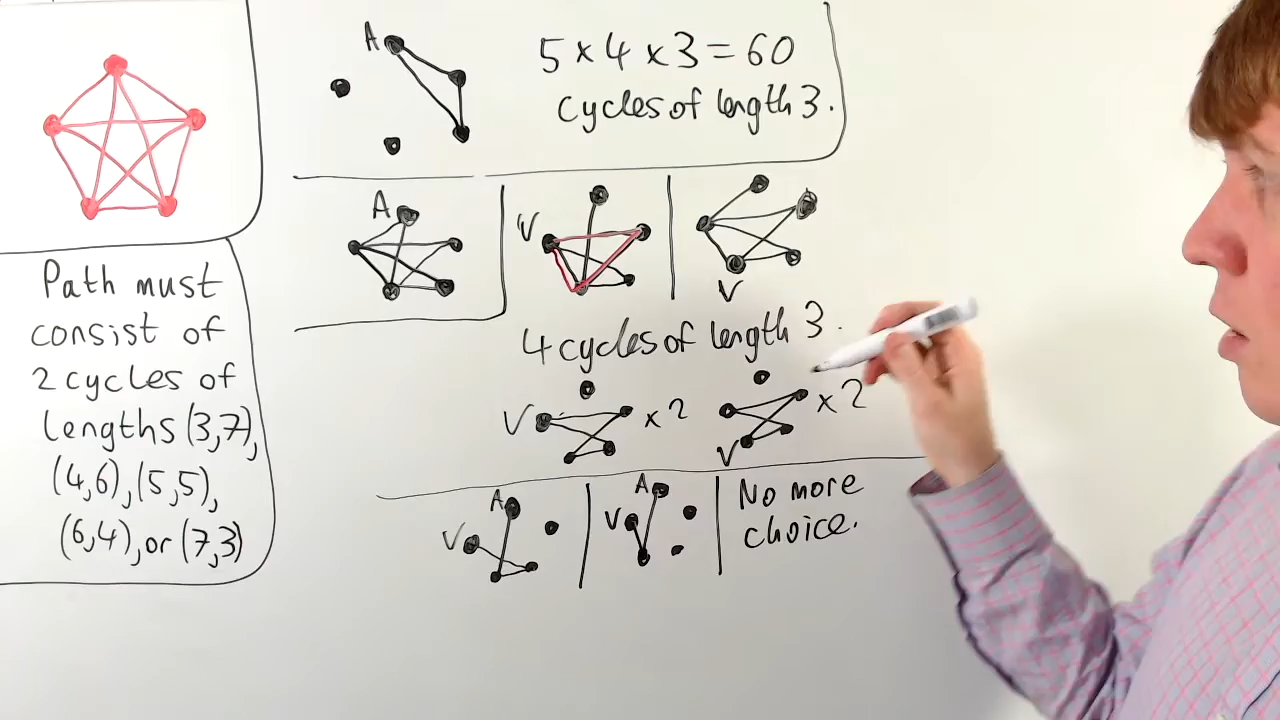 A
5 × 4 × 3 = 60
cycles of length 3.
A
V
V
4 cycles of length 3.
V
× 2
V
× 2
Path must
consist of
2 cycles of
lengths (3,7),
(4,6), (5,5),
(6,4), or (7,3)
A
V
A
V
No more
choice.